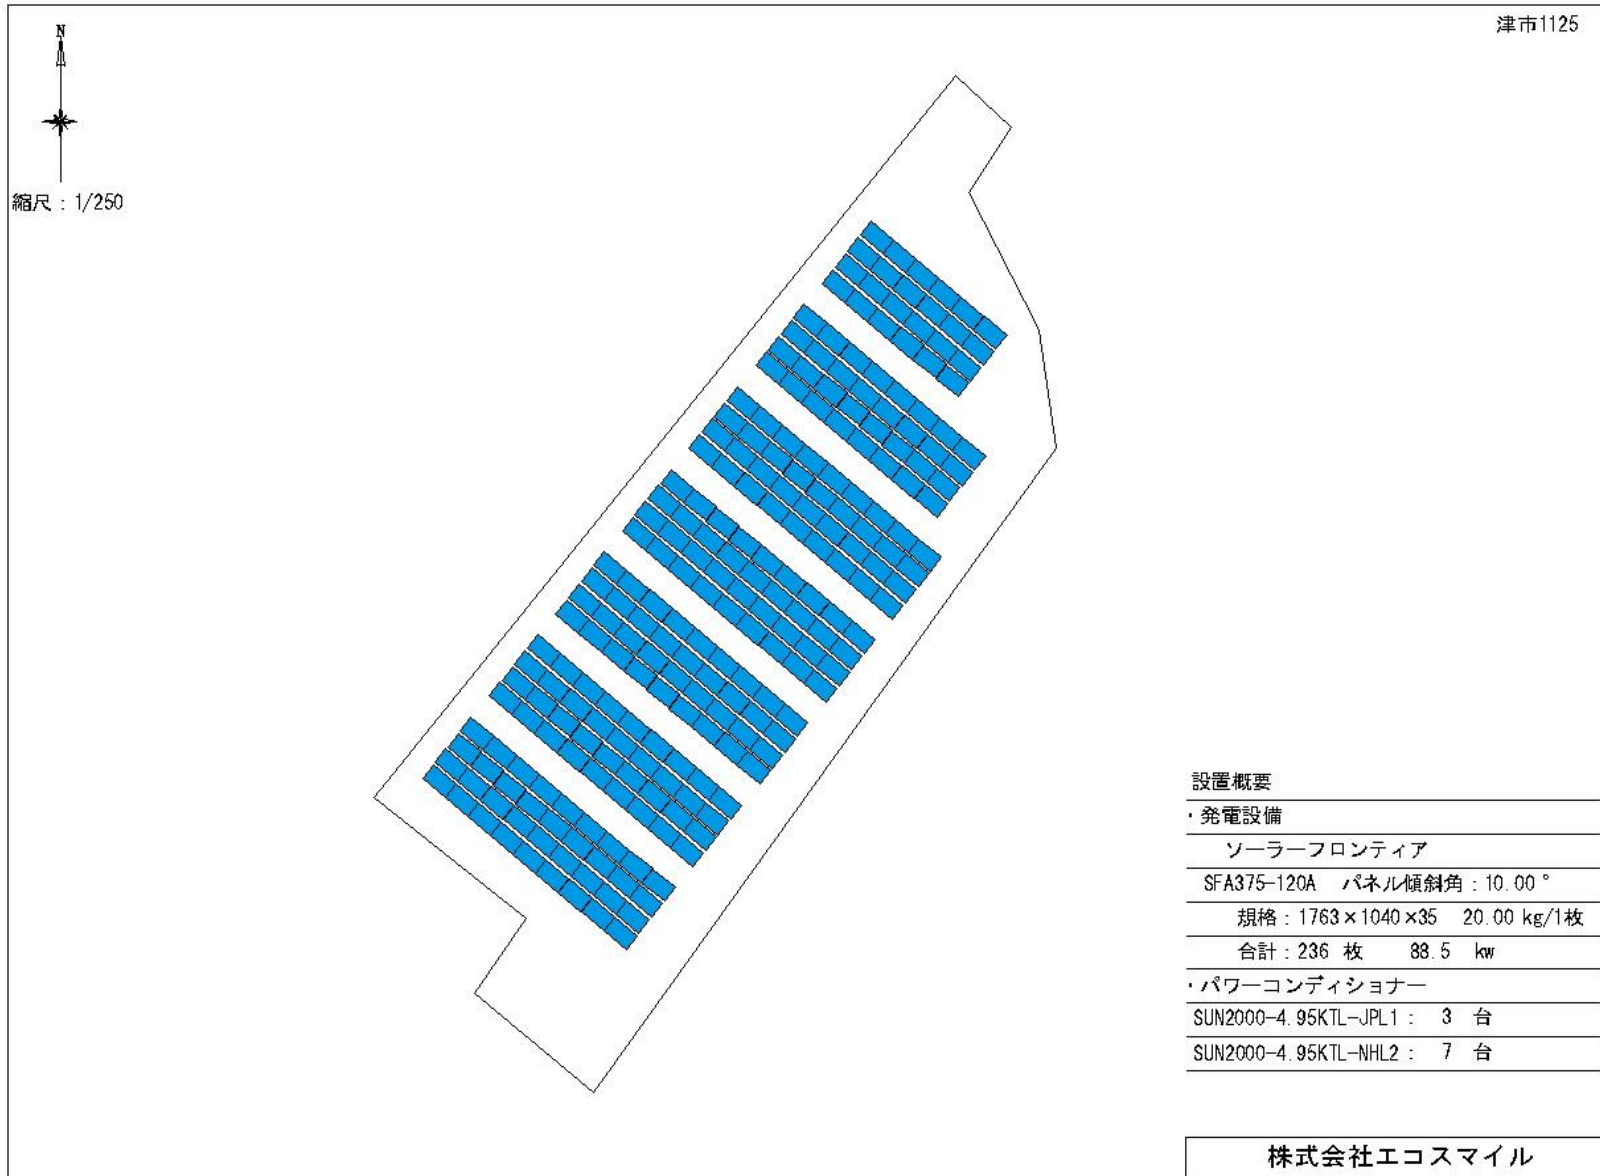 津市1125
N
縮尺：1/250
設置概要
・発電設備
ソーラーフロンティア
SFA375-120A パネル傾斜角：10.00°
規格：1763×1040×35 20.00 kg/1枚
合計：236 枚 88.5 kw
・パワーコンディショナー
SUN2000-4.95KTL-JPL1： 3 台
SUN2000-4.95KTL-NHL2： 7 台
株式会社エコスマイル